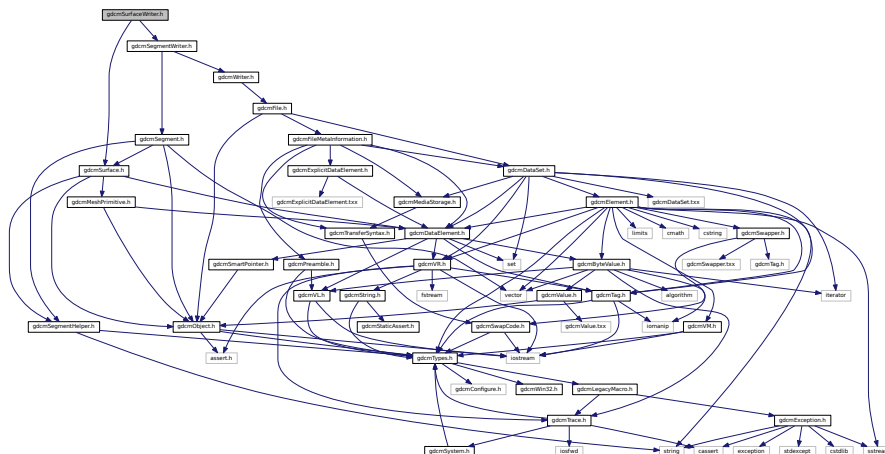 gdcmSurfaceWriter.h
gdcmSegmentWriter.h
gdcmWriter.h
gdcmFile.h
gdcmSegment.h
gdcmFileMetaInformation.h
gdcmSurface.h
gdcmExplicitDataElement.h
gdcmDataSet.h
gdcmMeshPrimitive.h
gdcmExplicitDataElement.txx
gdcmMediaStorage.h
gdcmElement.h
gdcmDataSet.txx
gdcmTransferSyntax.h
gdcmDataElement.h
limits
cmath
cstring
gdcmSwapper.h
gdcmSmartPointer.h
gdcmPreamble.h
gdcmVR.h
set
gdcmByteValue.h
gdcmSwapper.txx
gdcmTag.h
gdcmVL.h
gdcmString.h
fstream
vector
gdcmValue.h
gdcmTag.h
algorithm
iterator
gdcmSegmentHelper.h
gdcmObject.h
gdcmStaticAssert.h
gdcmSwapCode.h
gdcmValue.txx
iomanip
gdcmVM.h
assert.h
gdcmTypes.h
iostream
gdcmConfigure.h
gdcmWin32.h
gdcmLegacyMacro.h
gdcmTrace.h
gdcmException.h
gdcmSystem.h
iosfwd
string
cassert
exception
stdexcept
cstdlib
sstream